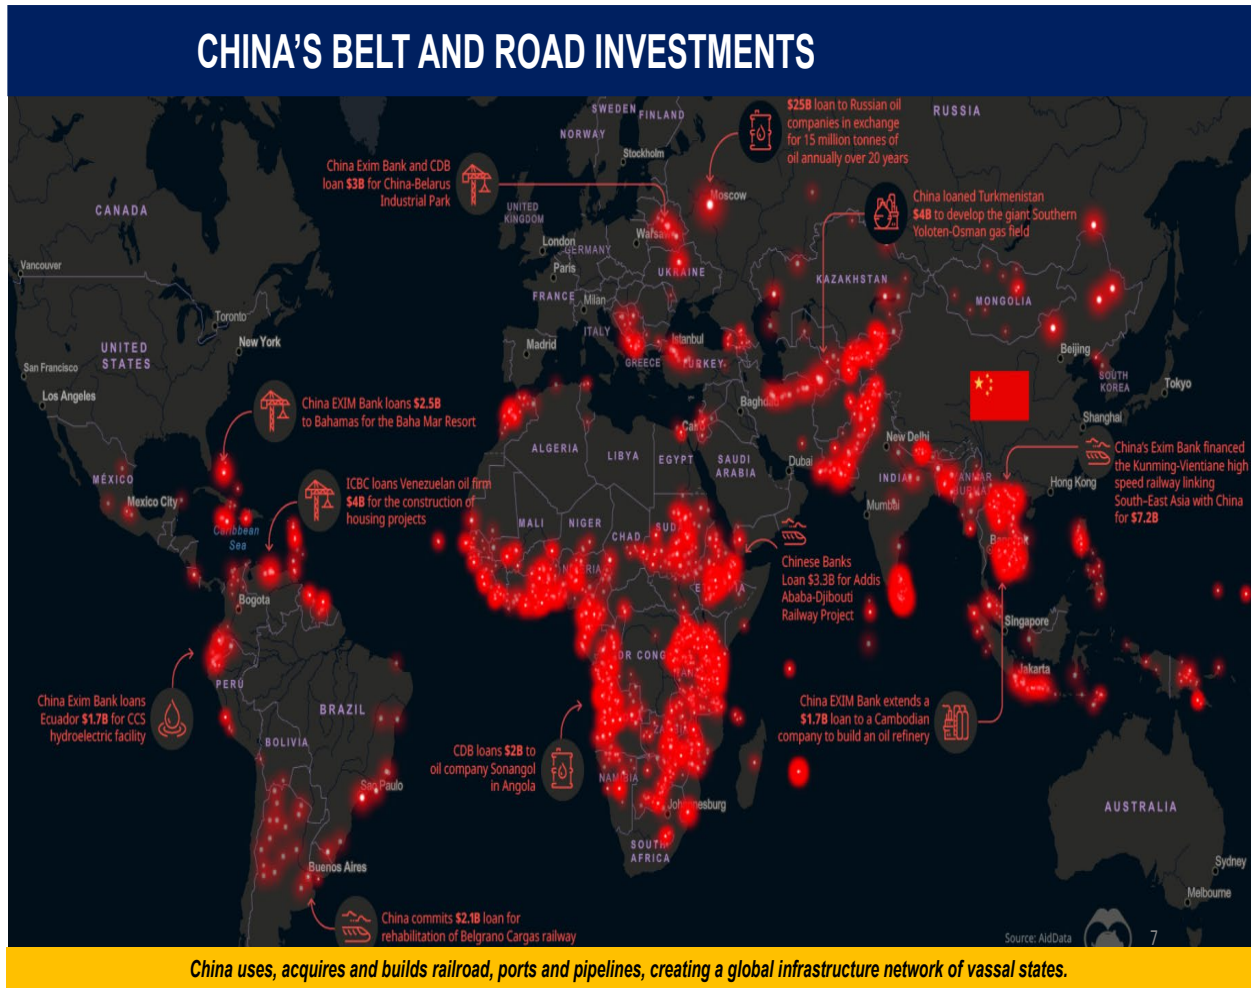 CHINA'S BELT AND ROAD INVESTMENTS
SWEDEN
FINLAND
NORWAY
Stockholm
$25B loan to Russian oil
companies in exchange
for 15 million tonnes of
oil annually over 20 years
RUSSIA
China Exim Bank and CDB
loan $3B for China-Belarus
Industrial Park
Moscow
China loaned Turkmenistan
$4B to develop the giant Southern
Yoloten-Osman gas field
CANADA
UNITED
KINGDOM
London
GERMANY
Vancouver
Paris
UKRAINE
KAZAKHSTAN
FRANCE
Milan
MONGOLIA
Toronto
ITALY
New York
Madrid
Istanbul
UNITED
STATES
GREECE
TURKEY
Beijing
San Francisco
SOUTH
KOREA
Tokyo
Los Angeles
China EXIM Bank loans $2.5B
to Bahamas for the Baha Mar Resort
Baghdad
Shanghai
ALGERIA
LIBYA
EGYPT
SAUDI
ARABIA
New Delhi
Dubai
China's Exim Bank financed
the Kunming-Vientiane high
speed railway linking
South–East Asia with China
for $7.2B
MÉXICO
Mexico City
ICBC loans Venezuelan oil firm
$4B for the construction of
housing projects
INDIA
Hong Kong
Mumbai
Caribbean
Sea
MALI
NIGER
CHAD
Chinese Banks
Loan $3.3B for Addis
Ababa-Djibouti
Railway Project
Bogota
Singapore
DR CONG
Jakarta
PERÚ
China Exim Bank loans
Ecuador $1.7B for CCS
hydroelectric facility
BRAZIL
China EXIM Bank extends a
$1.7B loan to a Cambodian
company to build an oil refinery
BOLIVIA
CDB loans $2B to
oil company Sonangol
in Angola
NAMIBIA
Sao Paulo
Johannesburg
AUSTRALIA
SOUTH
AFRICA
Buenos Aires
Sydney
Melbourne
China commits $2.1B loan for
rehabilitation of Belgrano Cargas railway
Source: AidData
7
China uses, acquires and builds railroad, ports and pipelines, creating a global infrastructure network of vassal states.